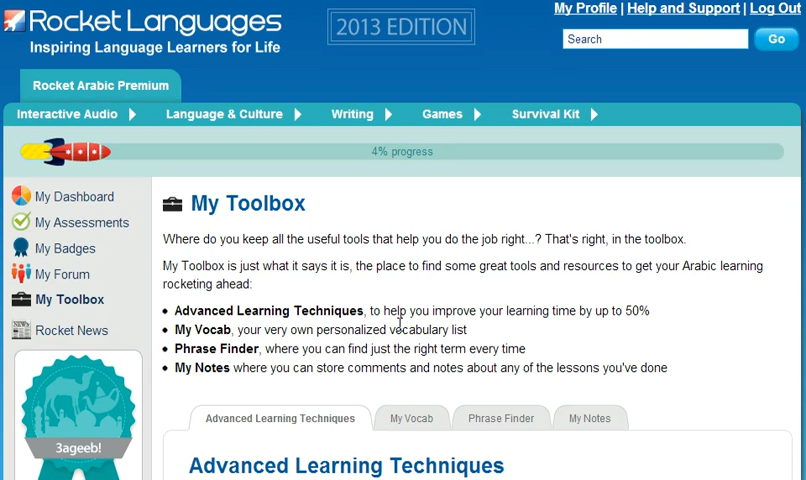 Rocket Languages
Inspiring Language Learners for Life
2013 EDITION
My Profile | Help and Support | Log Out
Search Go
Rocket Arabic Premium
Interactive Audio Language & Culture Writing Games Survival Kit
4% progress
My Dashboard
My Assessments
My Badges
My Forum
My Toolbox
Rocket News
3ageeb!
My Toolbox
Where do you keep all the useful tools that help you do the job right...? That's right, in the toolbox.
My Toolbox is just what it says it is, the place to find some great tools and resources to get your Arabic learning
rocketing ahead:
Advanced Learning Techniques, to help you improve your learning time by up to 50%
My Vocab, your very own personalized vocabulary list
Phrase Finder, where you can find just the right term every time
My Notes where you can store comments and notes about any of the lessons you've done
Advanced Learning Techniques My Vocab Phrase Finder My Notes
Advanced Learning Techniques